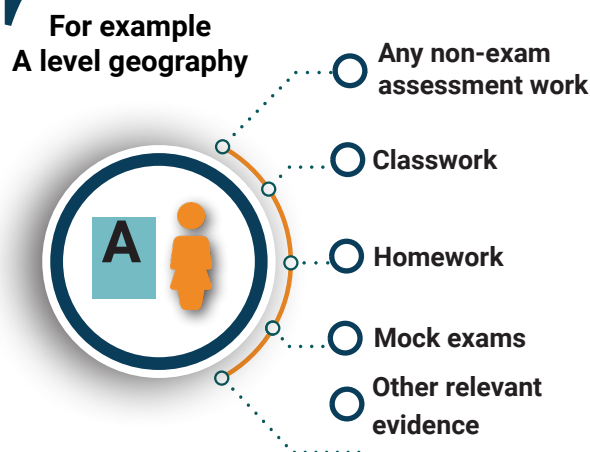 For example
A level geography
Any non-exam
assessment work
Classwork
A
Homework
Mock exams
Other relevant
evidence